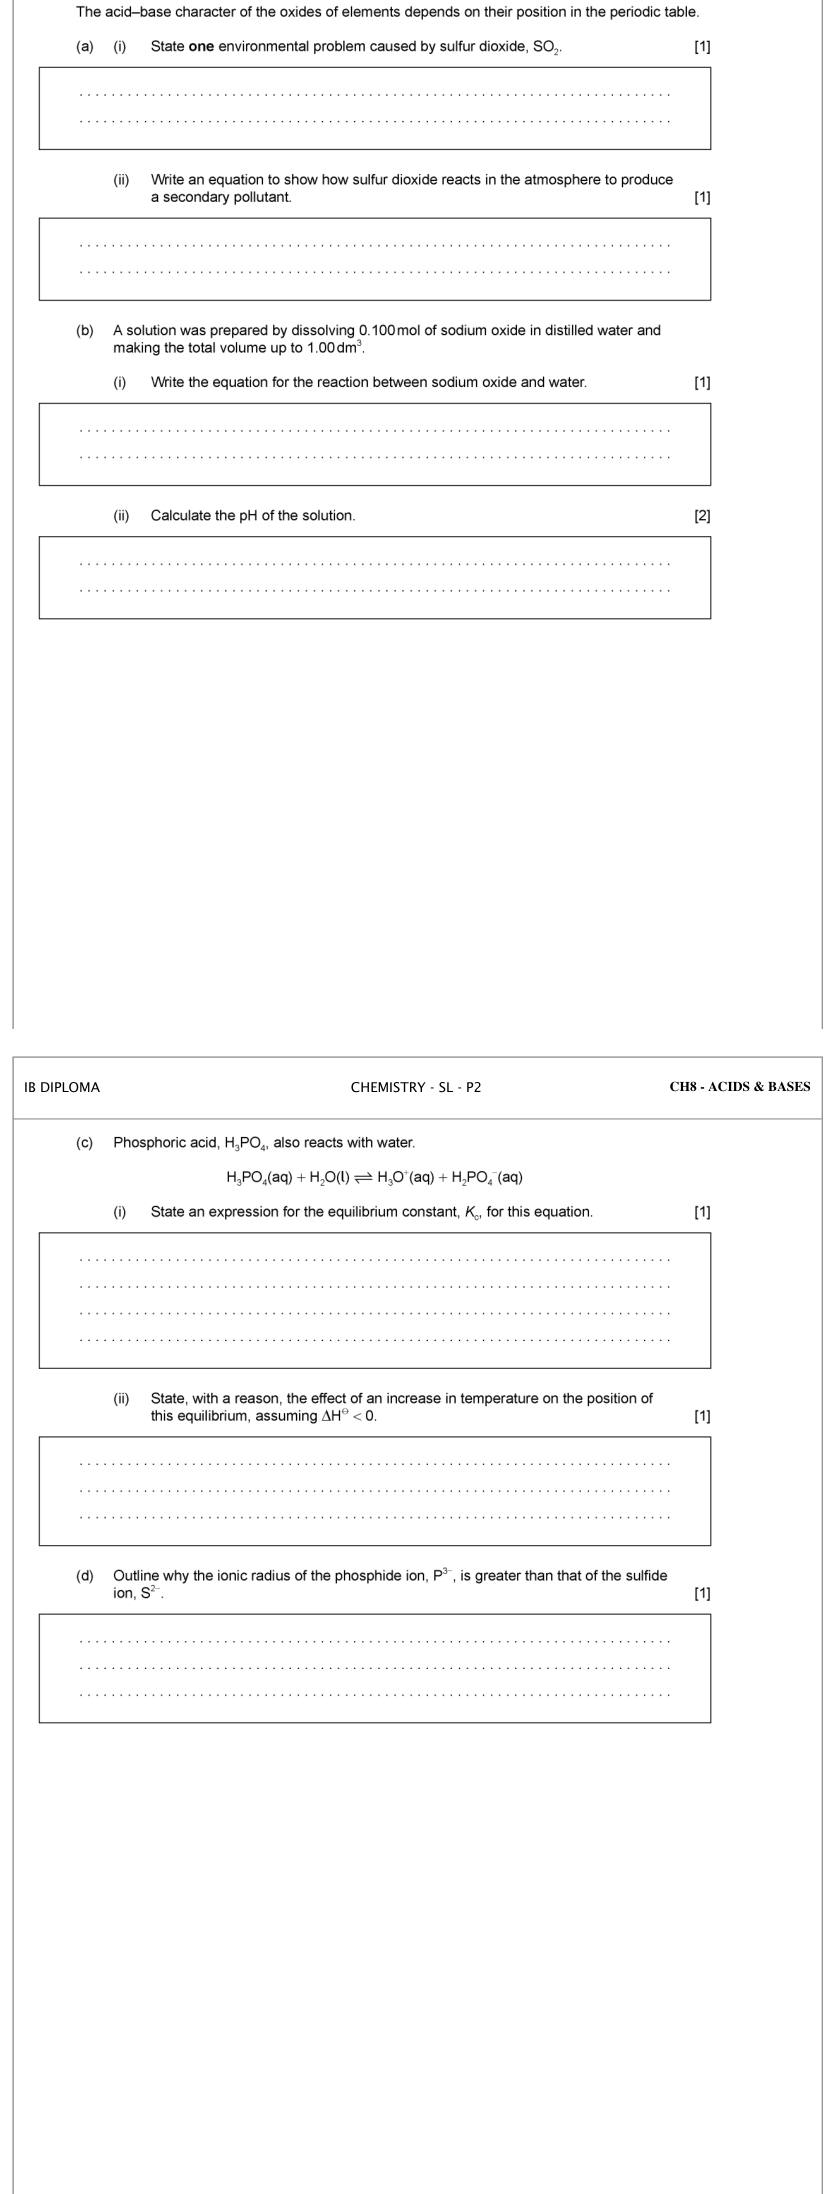 The acid–base character of the oxides of elements depends on their position in the periodic table.
(a) (i) State one environmental problem caused by sulfur dioxide, SO₂. [1]
(ii) Write an equation to show how sulfur dioxide reacts in the atmosphere to produce
a secondary pollutant. [1]
(b) A solution was prepared by dissolving 0.100 mol of sodium oxide in distilled water and
making the total volume up to 1.00 dm³.
(i) Write the equation for the reaction between sodium oxide and water. [1]
(ii) Calculate the pH of the solution. [2]
IB DIPLOMA CHEMISTRY - SL - P2 CH8 - ACIDS & BASES
(c) Phosphoric acid, H₃PO₄, also reacts with water.
H₃PO₄(aq) + H₂O(l) ⇌ H₃O⁺(aq) + H₂PO₄⁻(aq)
(i) State an expression for the equilibrium constant, Kc, for this equation. [1]
(ii) State, with a reason, the effect of an increase in temperature on the position of
this equilibrium, assuming ΔH⊖ < 0. [1]
(d) Outline why the ionic radius of the phosphide ion, P³⁻, is greater than that of the sulfide
ion, S²⁻. [1]